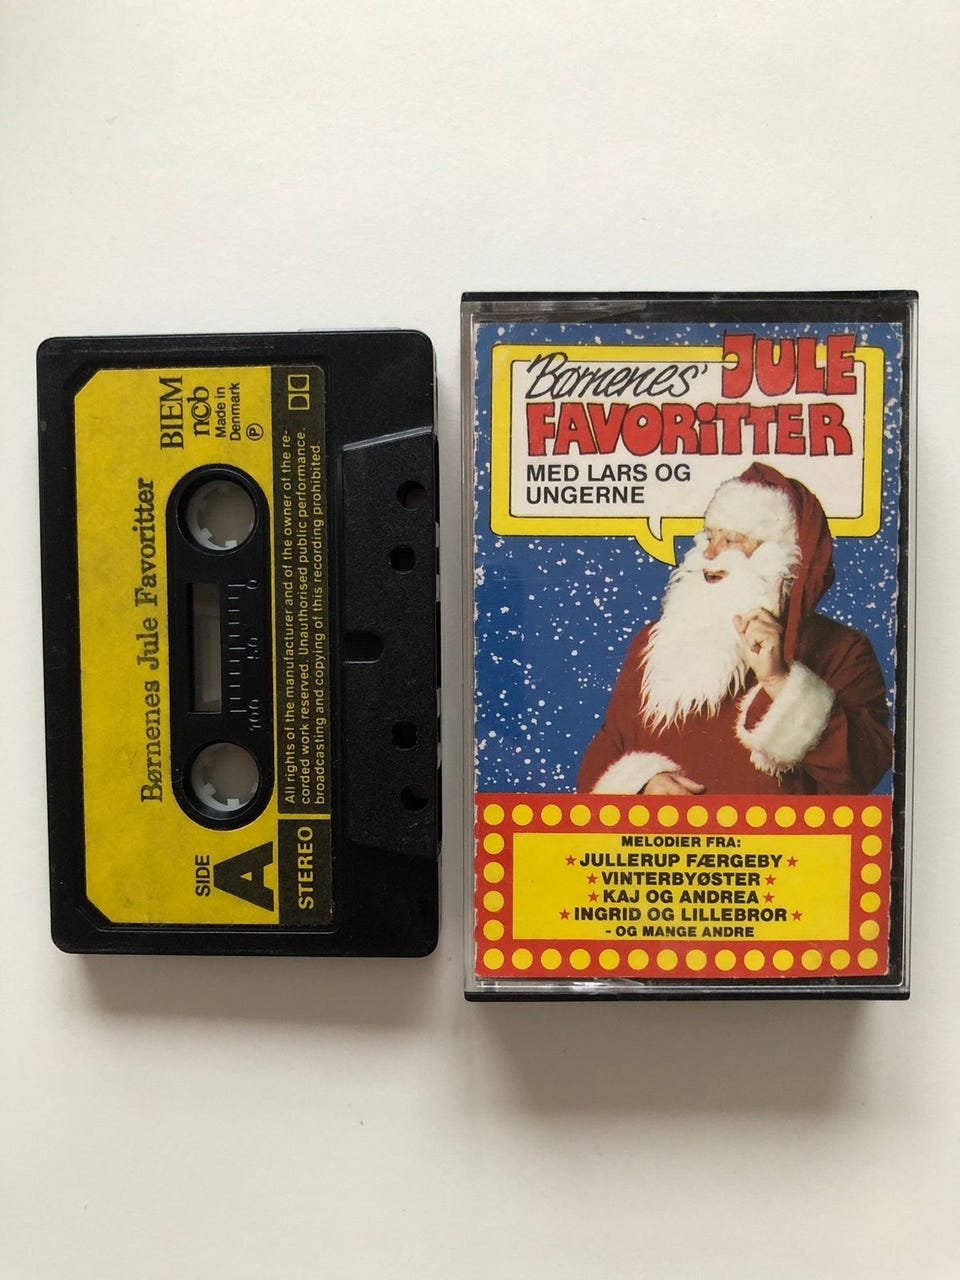 Børnenes Jule Favoritter
BIEM
ncb
Made in
Denmark
Ⓟ
SIDE
A
100 50 0
STEREO
All rights of the manufacturer and of the owner of the re-
corded work reserved. Unauthorised public performance.
broadcasting and copying of this recording prohibited
Børnenes' JULE
FAVORiTTER
MED LARS OG
UNGERNE
MELODIER FRA:
★ JULLERUP FÆRGEBY ★
★ VINTERBYØSTER ★
★ KAJ OG ANDREA ★
★ INGRID OG LILLEBROR ★
- OG MANGE ANDRE